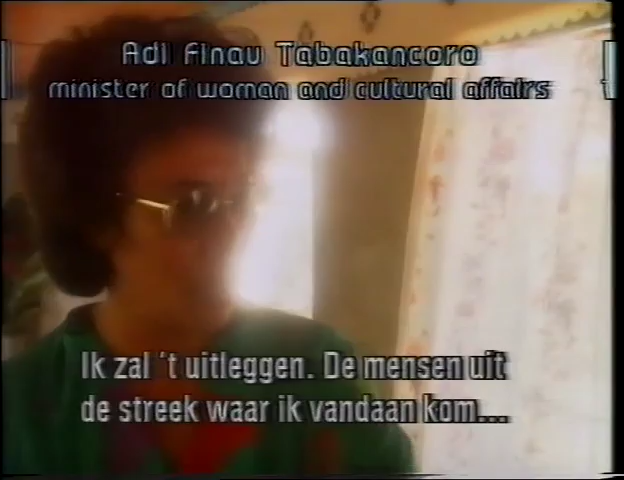 Adi Finau Tabakancoro
minister of woman and cultural affairs
Ik zal 't uitleggen. De mensen uit
de streek waar ik vandaan kom...